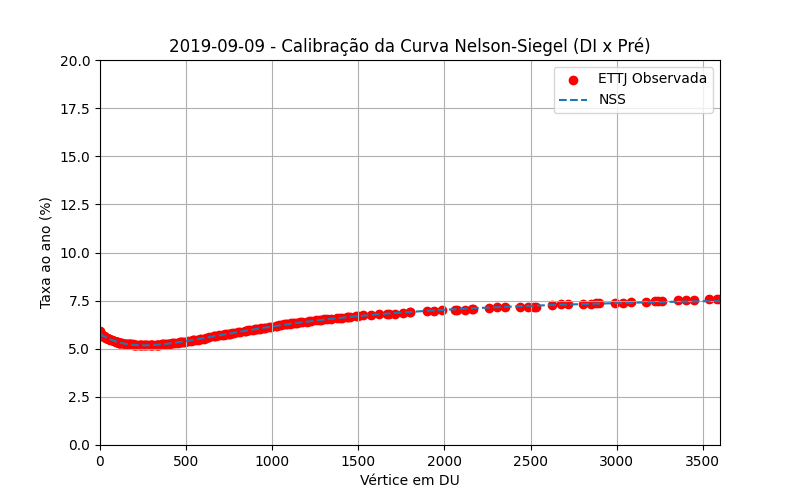 2019-09-09 - Calibração da Curva Nelson-Siegel (DI x Pré)
ETTJ Observada
NSS
Taxa ao ano (%)
20.0
17.5
15.0
12.5
10.0
7.5
5.0
2.5
0.0
0 500 1000 1500 2000 2500 3000 3500
Vértice em DU